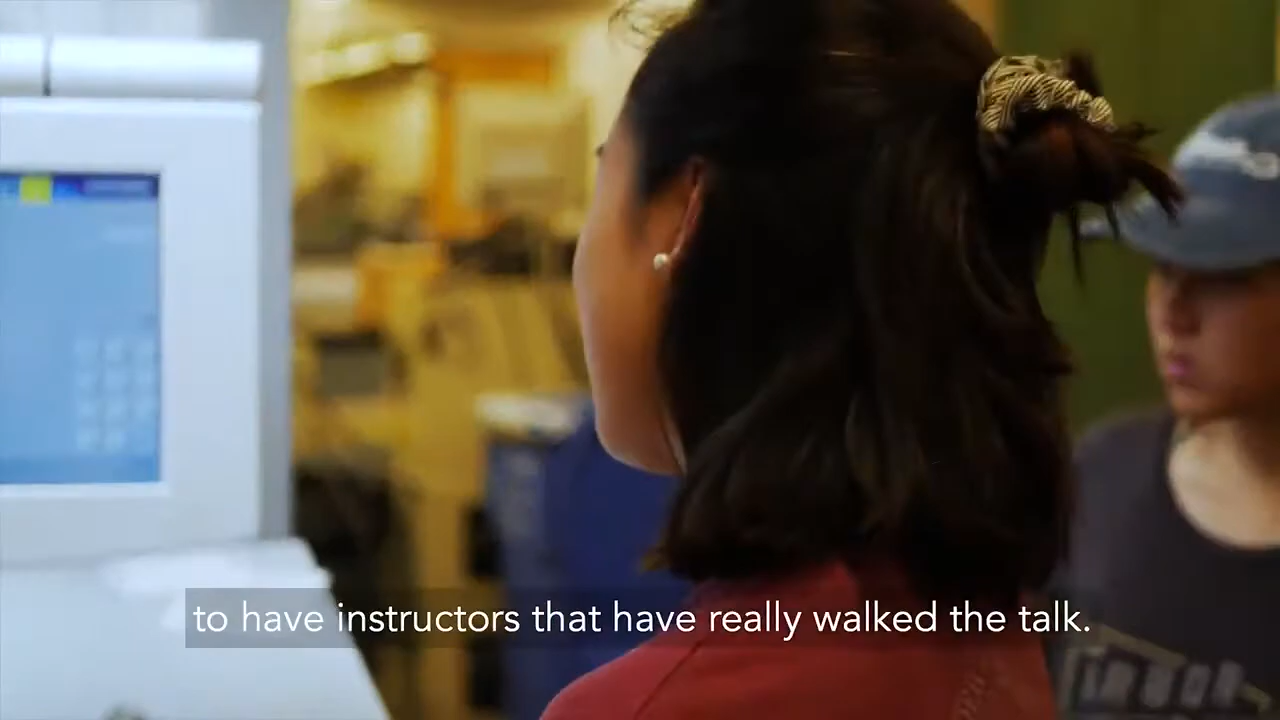 to have instructors that have really walked the talk.